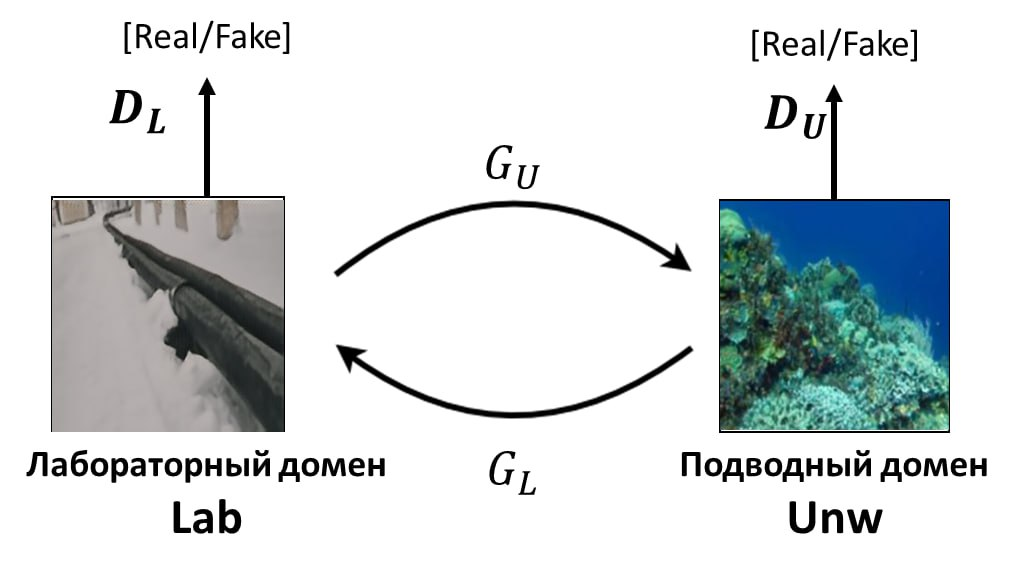 [Real/Fake]
[Real/Fake]
D_L
D_U
G_U
G_L
Лабораторный домен
Lab
Подводный домен
Unw